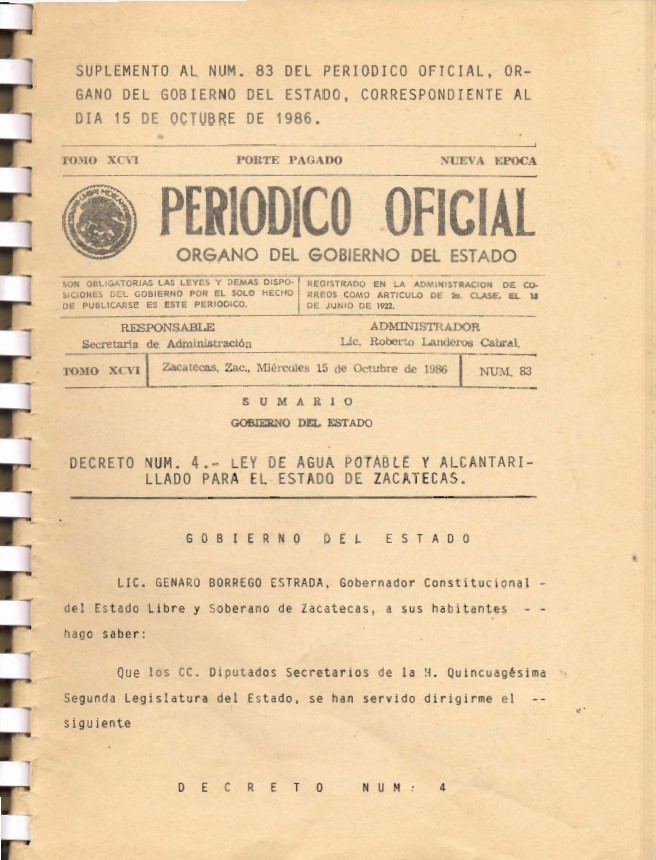 SUPLEMENTO AL NUM. 83 DEL PERIODICO OFICIAL, OR-
GANO DEL GOBIERNO DEL ESTADO, CORRESPONDIENTE AL
DIA 15 DE OCTUBRE DE 1986.
TOMO XCVI PORTE PAGADO NUEVA EPOCA
PERIODICO OFICIAL
ORGANO DEL GOBIERNO DEL ESTADO
SON OBLIGATORIAS LAS LEYES Y DEMAS DISPO-
SICIONES DEL GOBIERNO POR EL SOLO HECHO
DE PUBLICARSE ES ESTE PERIODICO.
REGISTRADO EN LA ADMINISTRACION DE CO-
RREOS COMO ARTICULO DE 2a. CLASE, EL 15
DE JUNIO DE 1922.
RESPONSABLE
Secretaría de Administración
ADMINISTRADOR
Lic. Roberto Landeros Cabral.
TOMO XCVI Zacatecas, Zac., Miércoles 15 de Octubre de 1986 NUM. 83
S U M A R I O
GOBIERNO DEL ESTADO
DECRETO NUM. 4.- LEY DE AGUA POTABLE Y ALCANTARI-
LLADO PARA EL ESTADO DE ZACATECAS.
G O B I E R N O D E L E S T A D O
LIC. GENARO BORREGO ESTRADA, Gobernador Constitucional -
del Estado Libre y Soberano de Zacatecas, a sus habitantes - -
hago saber:
Que los CC. Diputados Secretarios de la H. Quincuagésima
Segunda Legislatura del Estado, se han servido dirigirme el --
siguiente
D E C R E T O N U M : 4